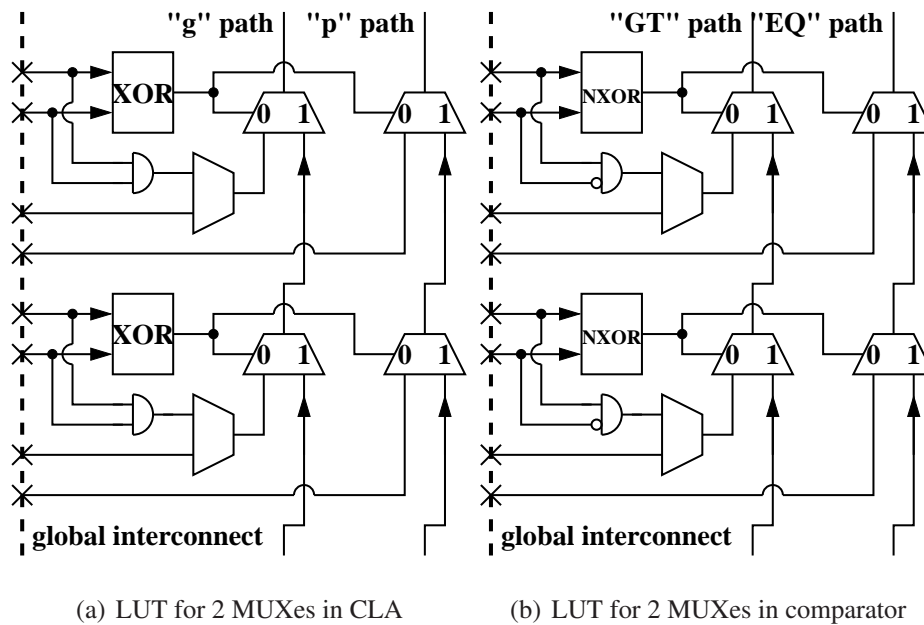 "g" path "p" path "GT" path "EQ" path
XOR
0 1 0 1
NXOR
0 1 0 1
XOR
0 1 0 1
NXOR
0 1 0 1
global interconnect global interconnect
(a) LUT for 2 MUXes in CLA (b) LUT for 2 MUXes in comparator